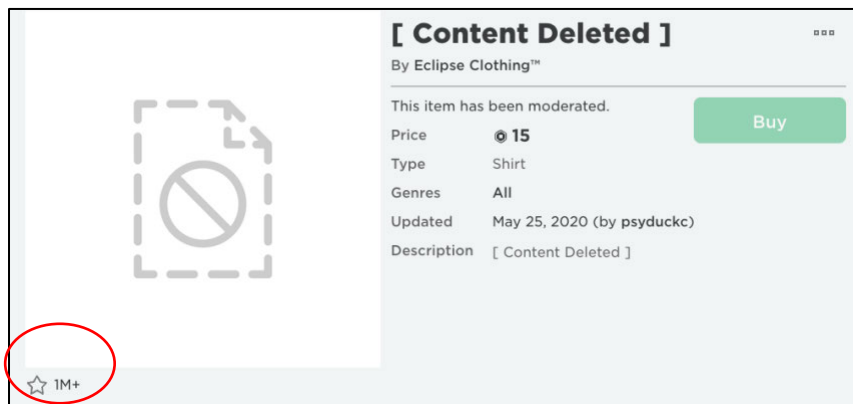 [ Content Deleted ]
By Eclipse Clothing™
This item has been moderated.
Buy
Price 15
Type Shirt
Genres All
Updated May 25, 2020 (by psyduckc)
Description [ Content Deleted ]
1M+